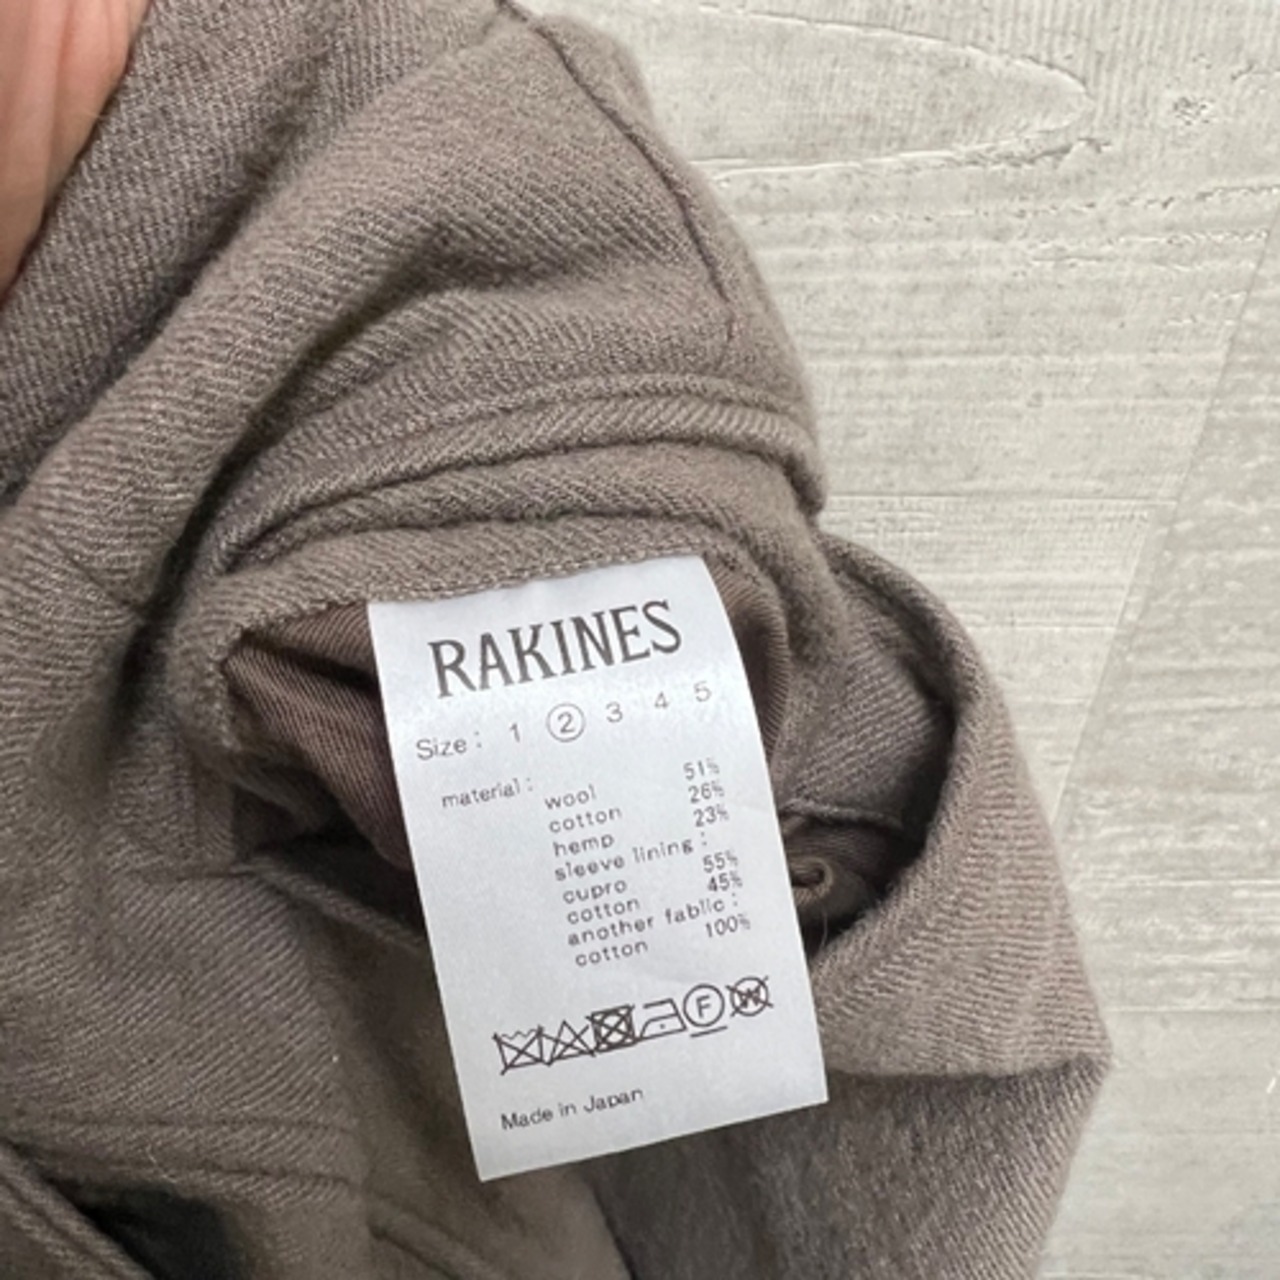 RAKINES
Size : 1 ② 3 4 5
material :
wool 51%
cotton 26%
hemp 23%
sleeve lining :
cupro 55%
cotton 45%
another fablic :
cotton 100%
F W
Made in Japan